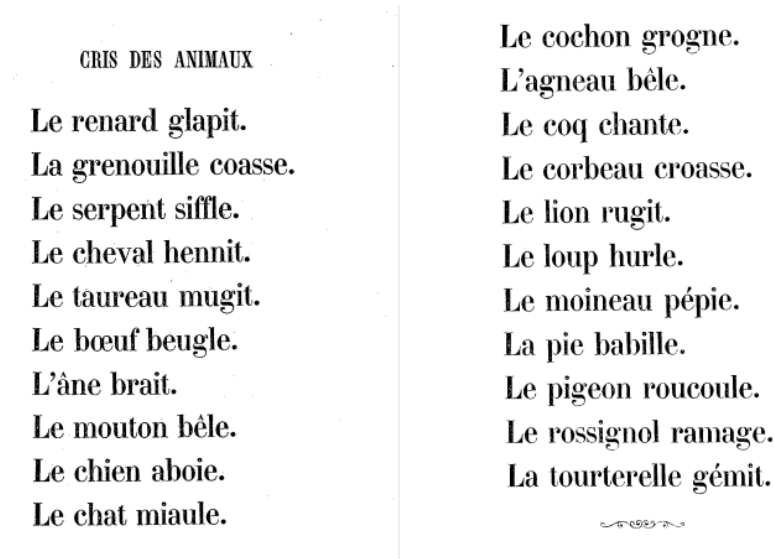 CRIS DES ANIMAUX
Le renard glapit.
La grenouille coasse.
Le serpent siffle.
Le cheval hennit.
Le taureau mugit.
Le bœuf beugle.
L'âne brait.
Le mouton bêle.
Le chien aboie.
Le chat miaule.
Le cochon grogne.
L'agneau bêle.
Le coq chante.
Le corbeau croasse.
Le lion rugit.
Le loup hurle.
Le moineau pépie.
La pie babille.
Le pigeon roucoule.
Le rossignol ramage.
La tourterelle gémit.